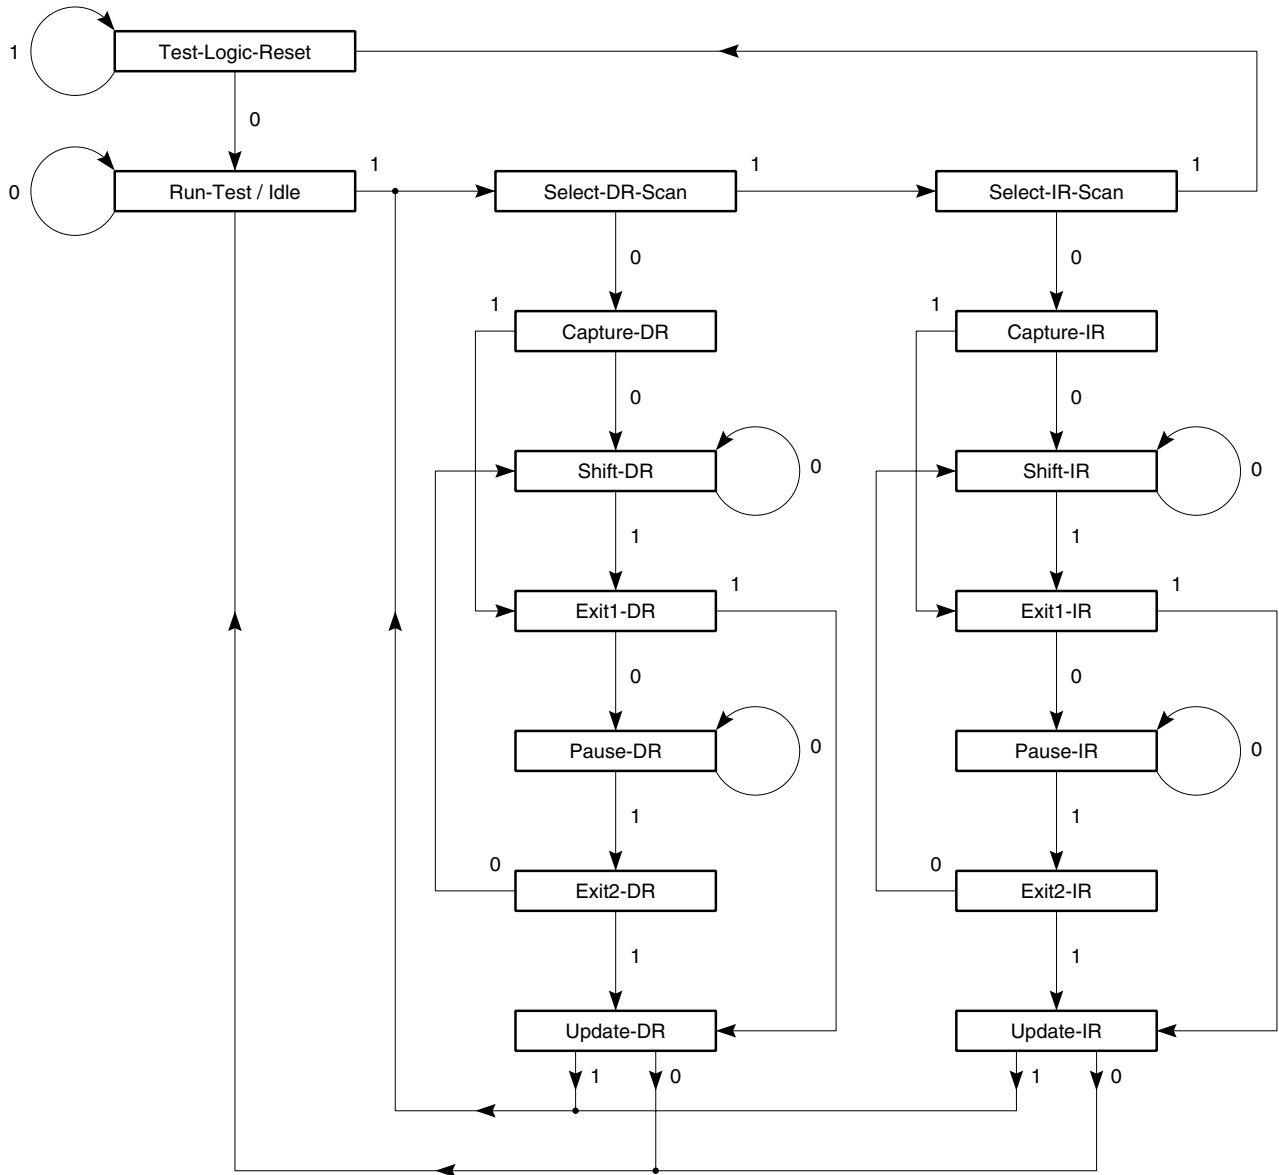 1
Test-Logic-Reset
0
0
Run-Test / Idle
1
Select-DR-Scan
1
Select-IR-Scan
1
0
0
1
Capture-DR
1
Capture-IR
0
0
Shift-DR
0
Shift-IR
0
1
1
Exit1-DR
1
Exit1-IR
1
0
0
Pause-DR
0
Pause-IR
0
1
1
0
Exit2-DR
0
Exit2-IR
1
1
Update-DR
Update-IR
1
0
1
0